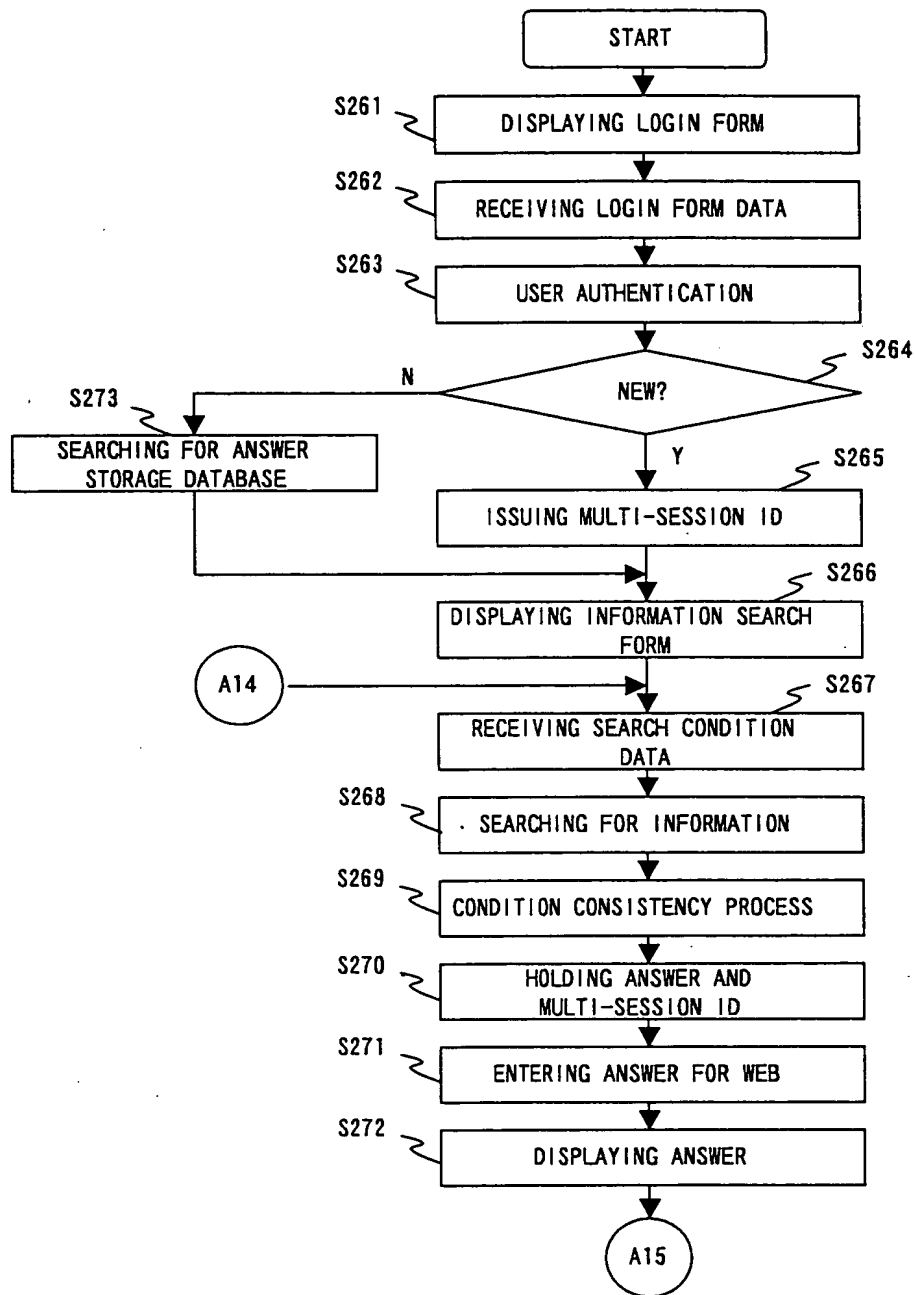 START
S261
DISPLAYING LOGIN FORM
S262
RECEIVING LOGIN FORM DATA
S263
USER AUTHENTICATION
S264
NEW?
N
Y
S273
SEARCHING FOR ANSWER
STORAGE DATABASE
S265
ISSUING MULTI-SESSION ID
S266
DISPLAYING INFORMATION SEARCH
FORM
A14
S267
RECEIVING SEARCH CONDITION
DATA
S268
SEARCHING FOR INFORMATION
S269
CONDITION CONSISTENCY PROCESS
S270
HOLDING ANSWER AND
MULTI-SESSION ID
S271
ENTERING ANSWER FOR WEB
S272
DISPLAYING ANSWER
A15